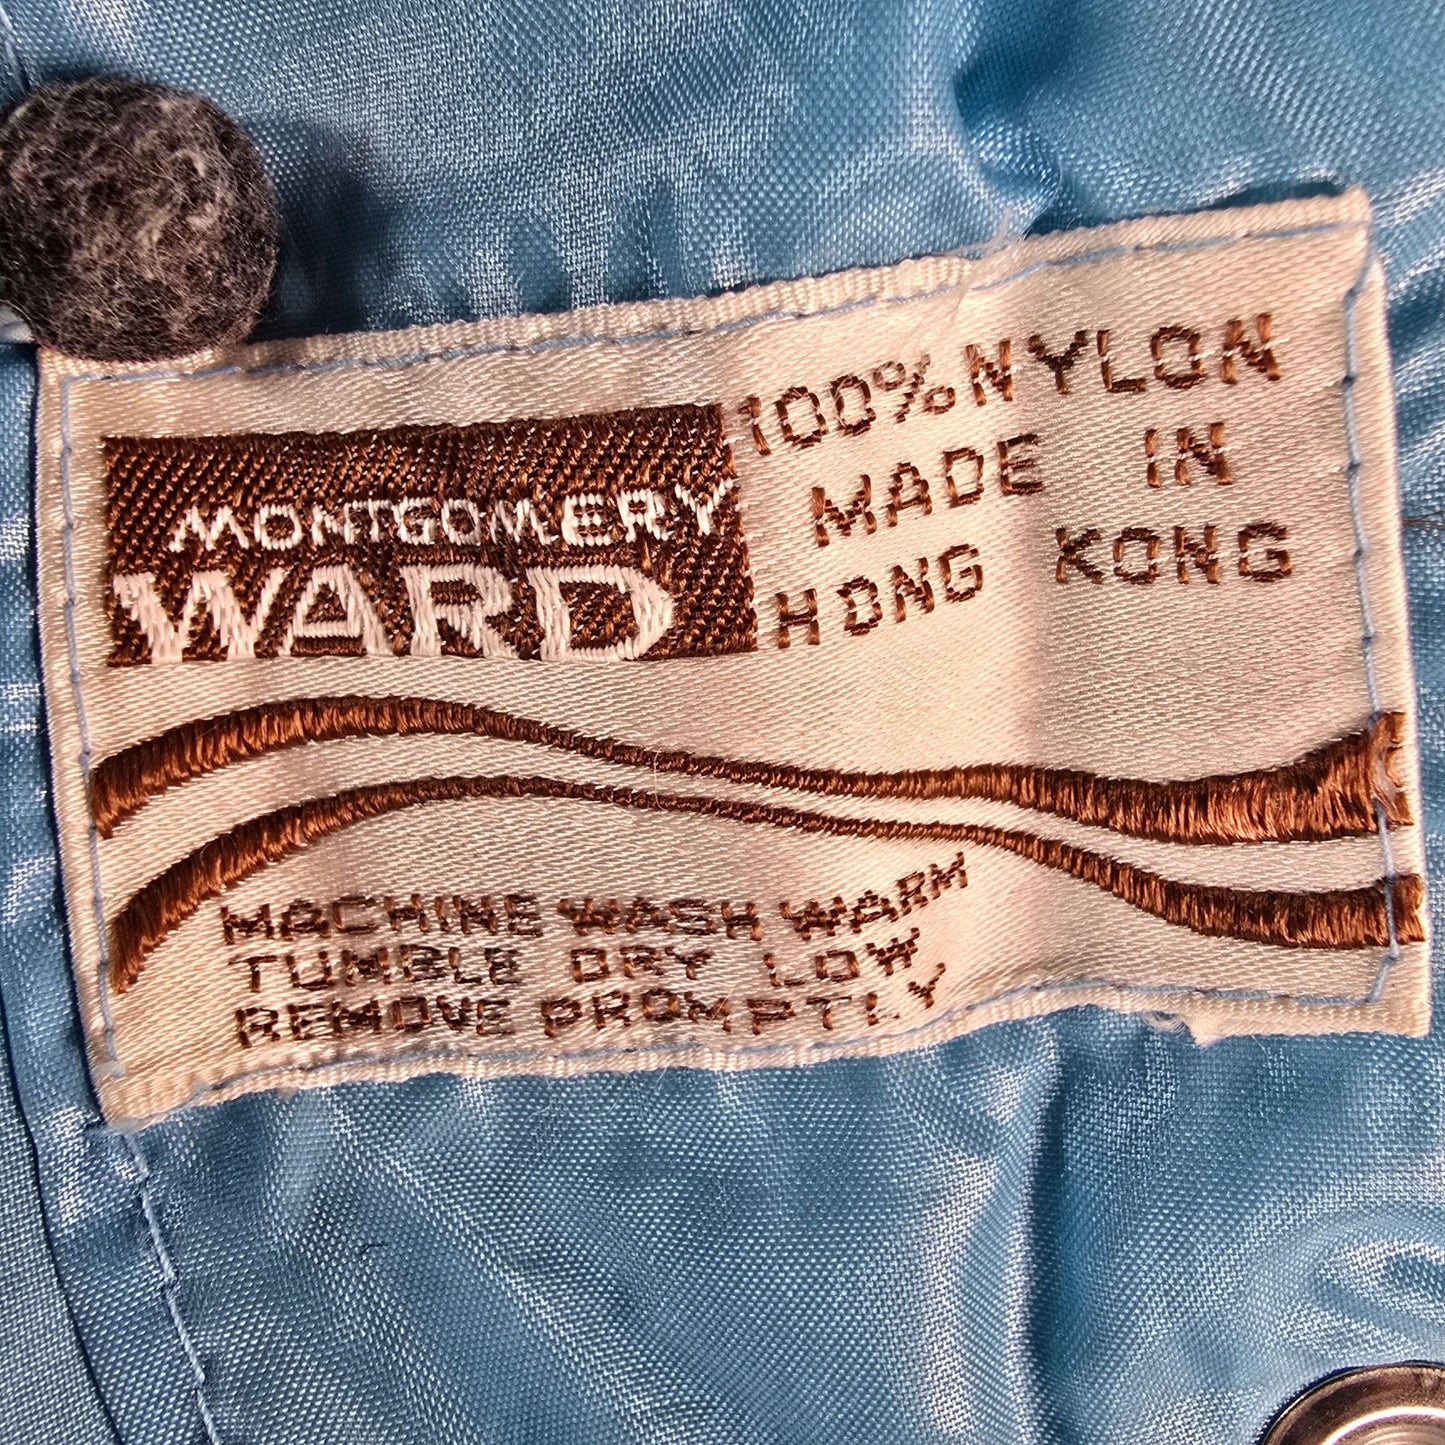 MONTGOMERY
WARD
100% NYLON
MADE IN
HONG KONG
MACHINE WASH WARM
TUMBLE DRY LOW
REMOVE PROMPTLY